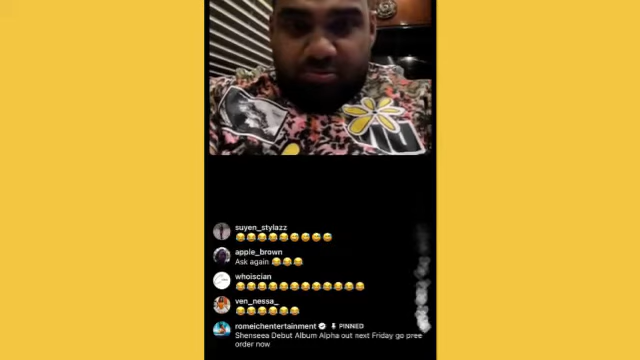 suyen_stylazz
😂😂😂😂😂😅😅😅😅
apple_brown
Ask again 😂😂😂
whoiscian
😂😂😂😂😂😂😂😂😂😂😂😂
ven_nessa_
😂😂😂😂😂😂
romeichentertainment PINNED
Shenseea Debut Album Alpha out next Friday go pree
order now